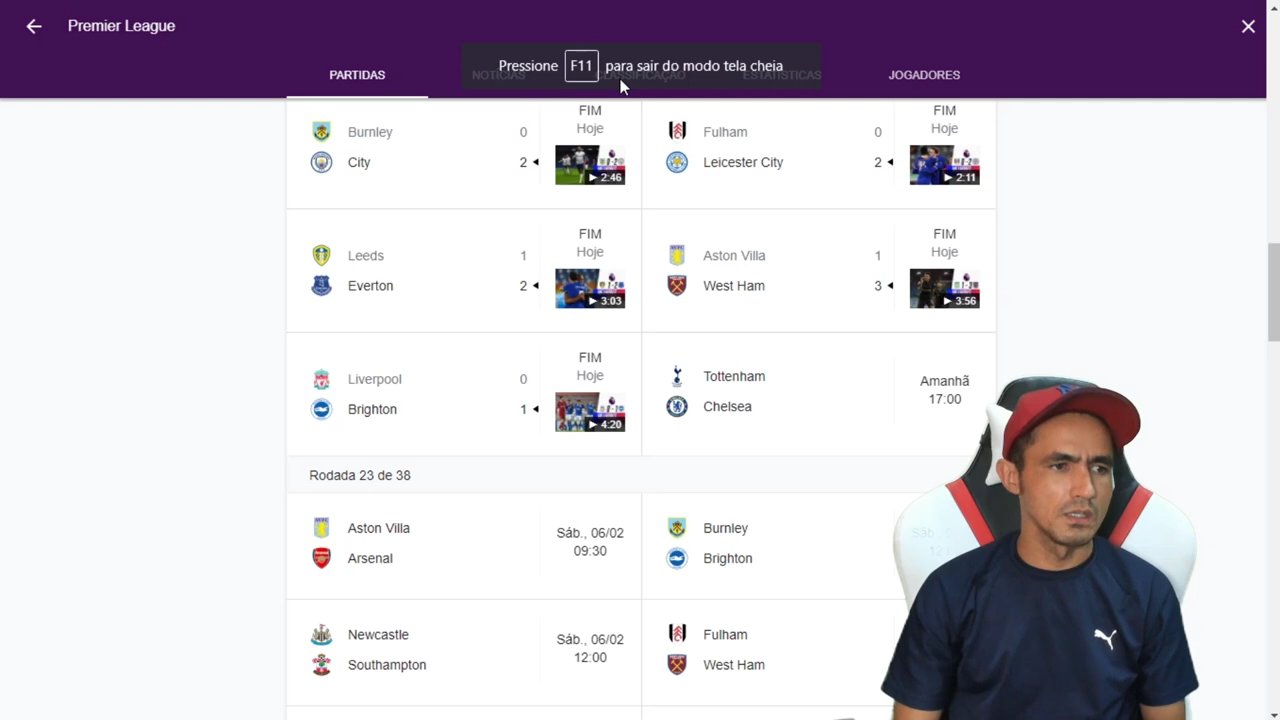 Premier League
Pressione F11 para sair do modo tela cheia
PARTIDAS
NOTÍCIAS
CLASSIFICAÇÃO
ESTATÍSTICAS
JOGADORES
Burnley 0
City 2
FIM
Hoje
2:46
Fulham 0
Leicester City 2
FIM
Hoje
2:11
Leeds 1
Everton 2
FIM
Hoje
3:03
Aston Villa 1
West Ham 3
FIM
Hoje
3:56
Liverpool 0
Brighton 1
FIM
Hoje
4:20
Tottenham
Chelsea
Amanhã
17:00
Rodada 23 de 38
Aston Villa
Arsenal
Sáb., 06/02
09:30
Burnley
Brighton
Newcastle
Southampton
Sáb., 06/02
12:00
Fulham
West Ham